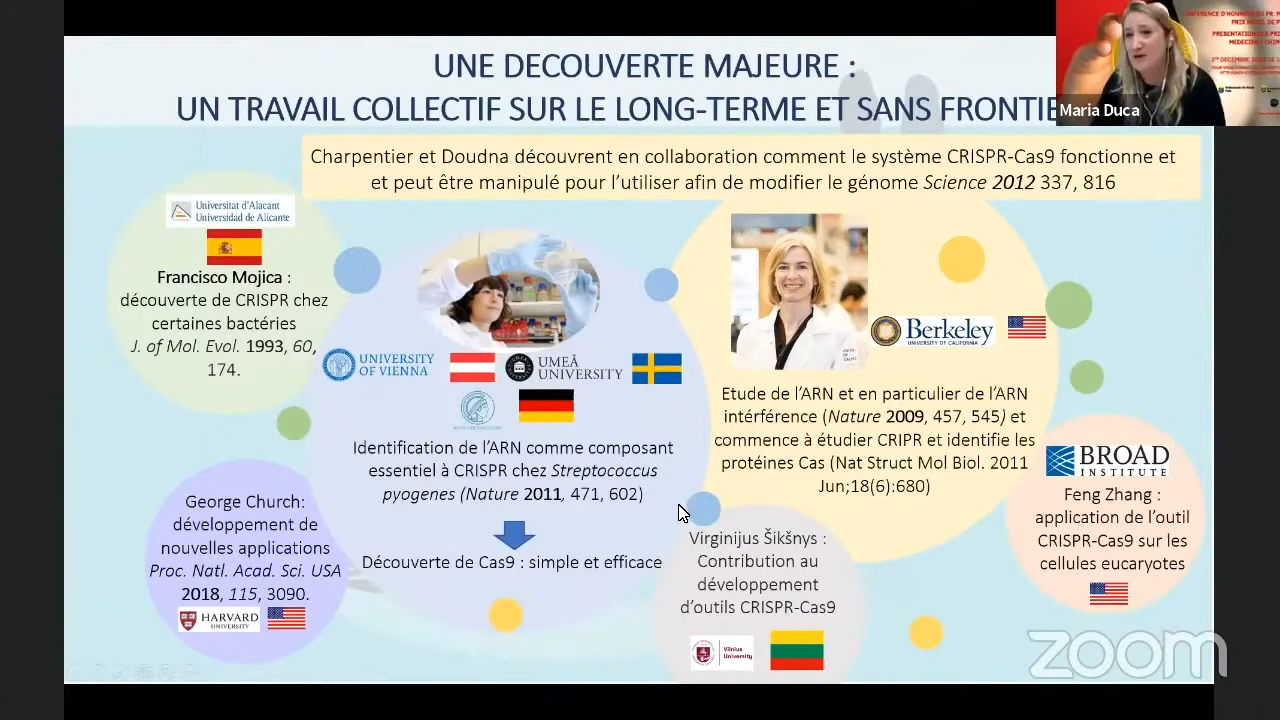 UNE DECOUVERTE MAJEURE :
UN TRAVAIL COLLECTIF SUR LE LONG-TERME ET SANS
Maria Duca
Charpentier et Doudna découvrent en collaboration comment le système CRISPR-Cas9 fonctionne et
et peut être manipulé pour l'utiliser afin de modifier le génome Science 2012 337, 816
Universitat d'Alacant
Universidad de Alicante
Francisco Mojica :
découverte de CRISPR chez
certaines bactéries
J. of Mol. Evol. 1993, 60,
174.
UNIVERSITY
OF VIENNA
UMEÅ
UNIVERSITY
Identification de l'ARN comme composant
essentiel à CRISPR chez Streptococcus
pyogenes (Nature 2011, 471, 602)
Découverte de Cas9 : simple et efficace
Berkeley
UNIVERSITY OF CALIFORNIA
Etude de l'ARN et en particulier de l'ARN
interférence (Nature 2009, 457, 545) et
commence à étudier CRIPR et identifie les
protéines Cas (Nat Struct Mol Biol. 2011
Jun;18(6):680)
George Church:
développement de
nouvelles applications
Proc. Natl. Acad. Sci. USA
2018, 115, 3090.
HARVARD
UNIVERSITY
Virginijus Šikšnys :
Contribution au
développement
d'outils CRISPR-Cas9
Vilnius
University
BROAD
INSTITUTE
Feng Zhang :
application de l'outil
CRISPR-Cas9 sur les
cellules eucaryotes
zoom